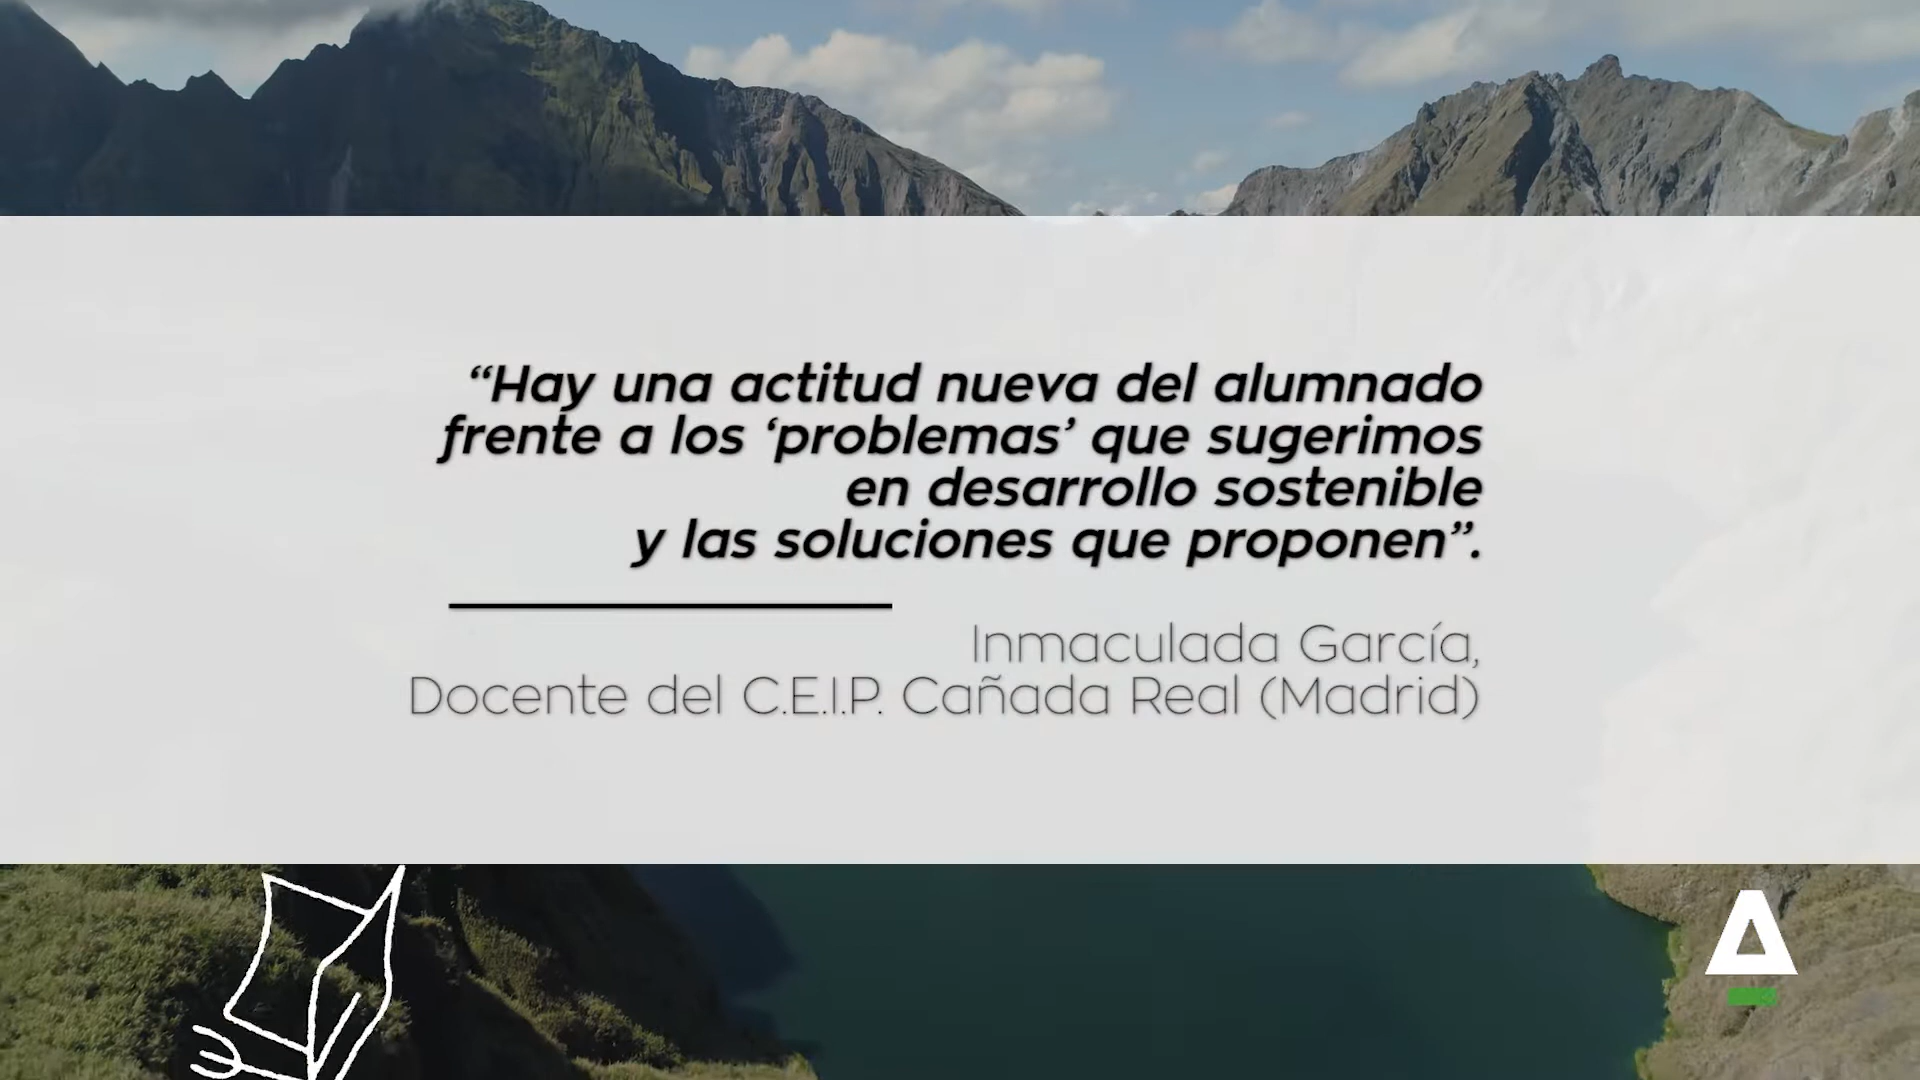 “Hay una actitud nueva del alumnado
frente a los ‘problemas’ que sugerimos
en desarrollo sostenible
y las soluciones que proponen”.
Inmaculada García,
Docente del C.E.I.P. Cañada Real (Madrid)